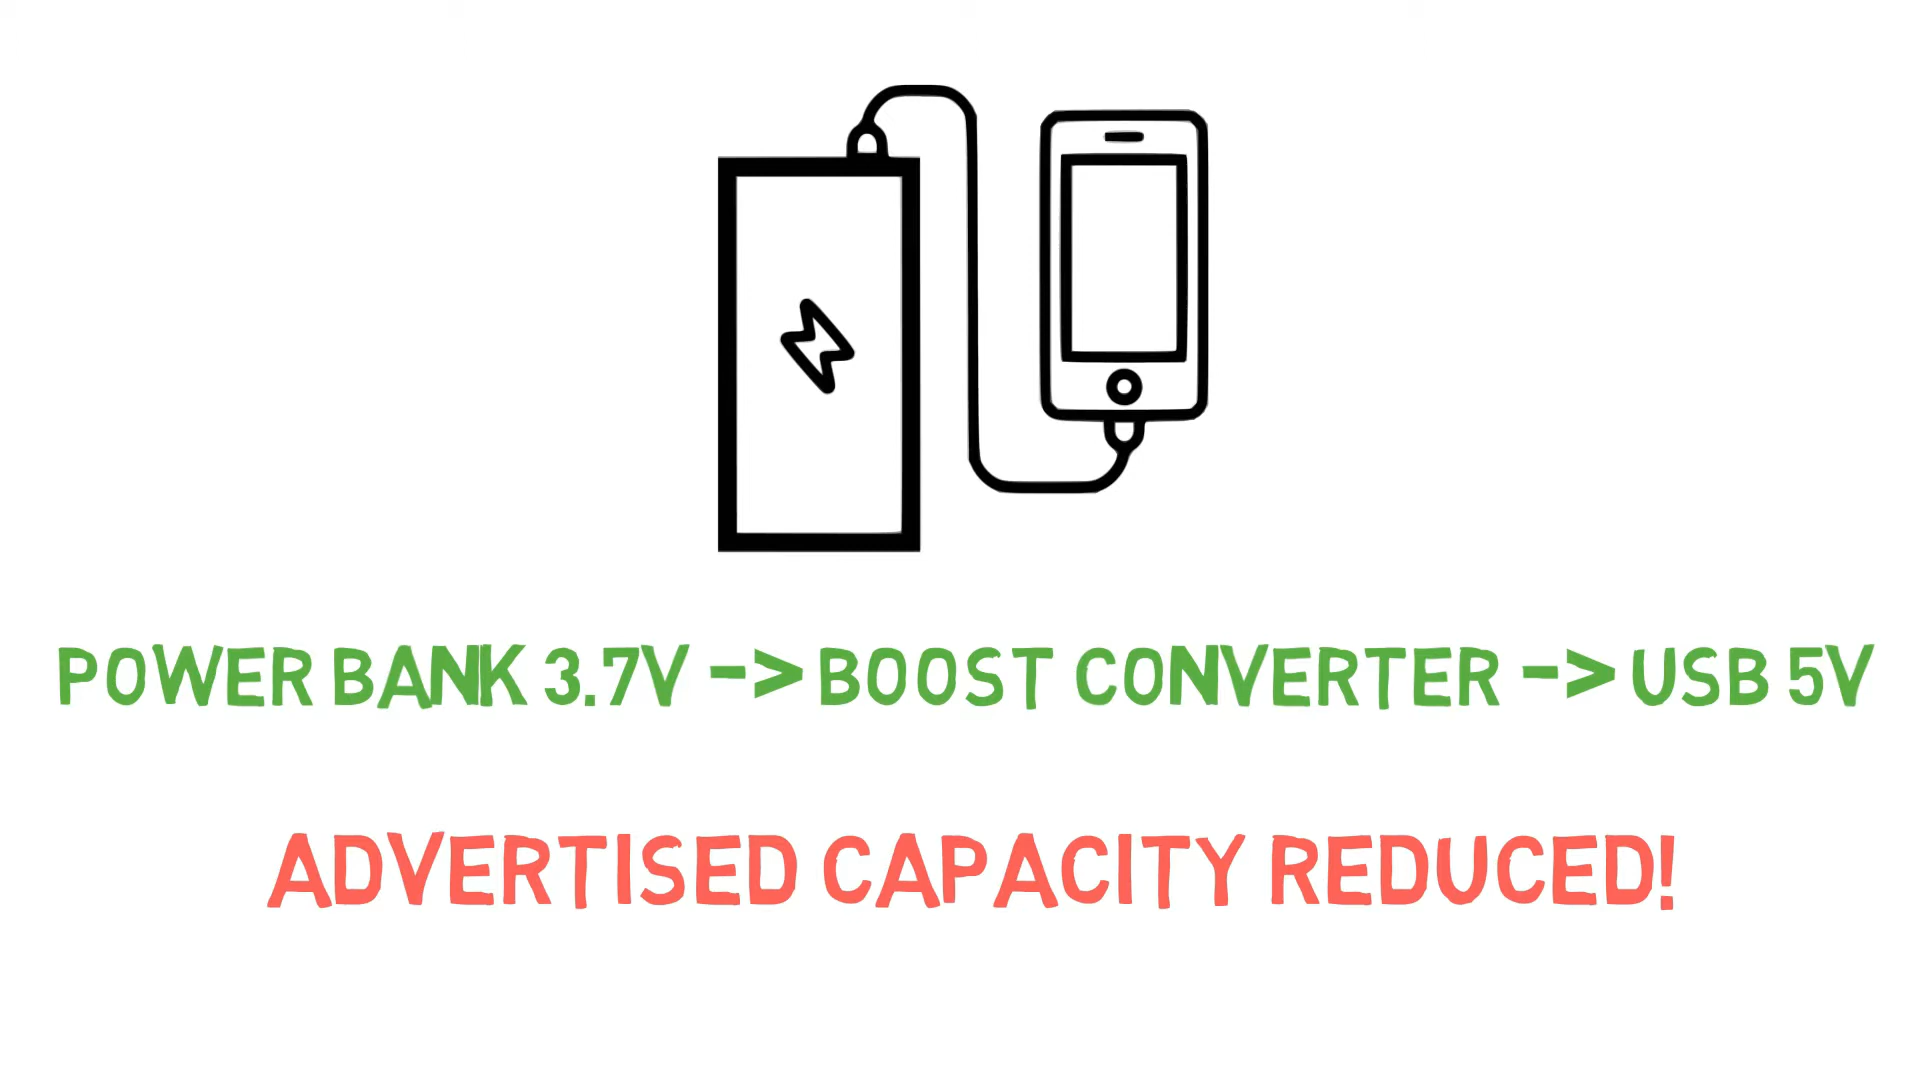 POWER BANK 3.7V -> BOOST CONVERTER -> USB 5V
ADVERTISED CAPACITY REDUCED!